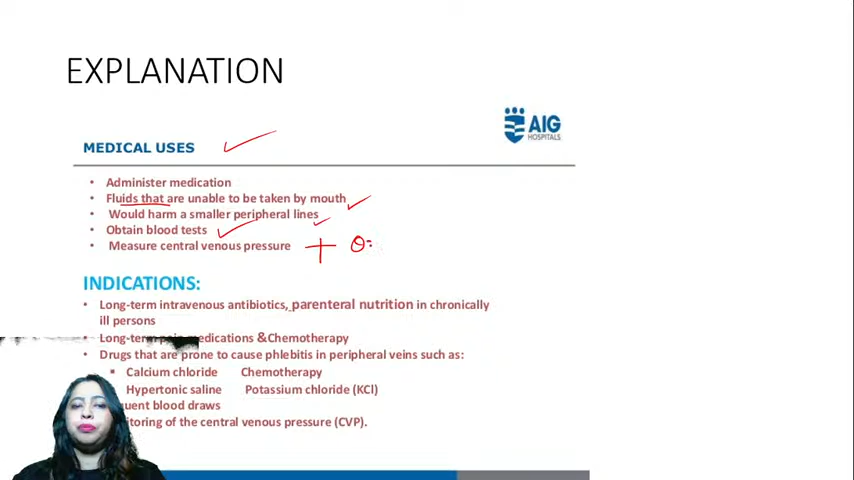 EXPLANATION
AIG
HOSPITALS
MEDICAL USES
• Administer medication
• Fluids that are unable to be taken by mouth
• Would harm a smaller peripheral lines
• Obtain blood tests
• Measure central venous pressure
INDICATIONS:
• Long-term intravenous antibiotics, parenteral nutrition in chronically
ill persons
• Long-term pain medications &Chemotherapy
• Drugs that are prone to cause phlebitis in peripheral veins such as:
▪ Calcium chloride Chemotherapy
Hypertonic saline Potassium chloride (KCl)
quent blood draws
itoring of the central venous pressure (CVP).